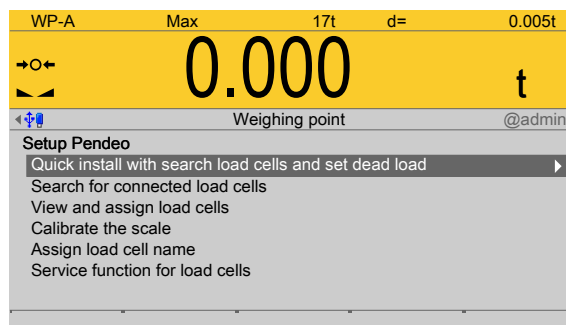 WP-A Max 17t d= 0.005t
0.000 t
Weighing point @admin
Setup Pendeo
Quick install with search load cells and set dead load
Search for connected load cells
View and assign load cells
Calibrate the scale
Assign load cell name
Service function for load cells